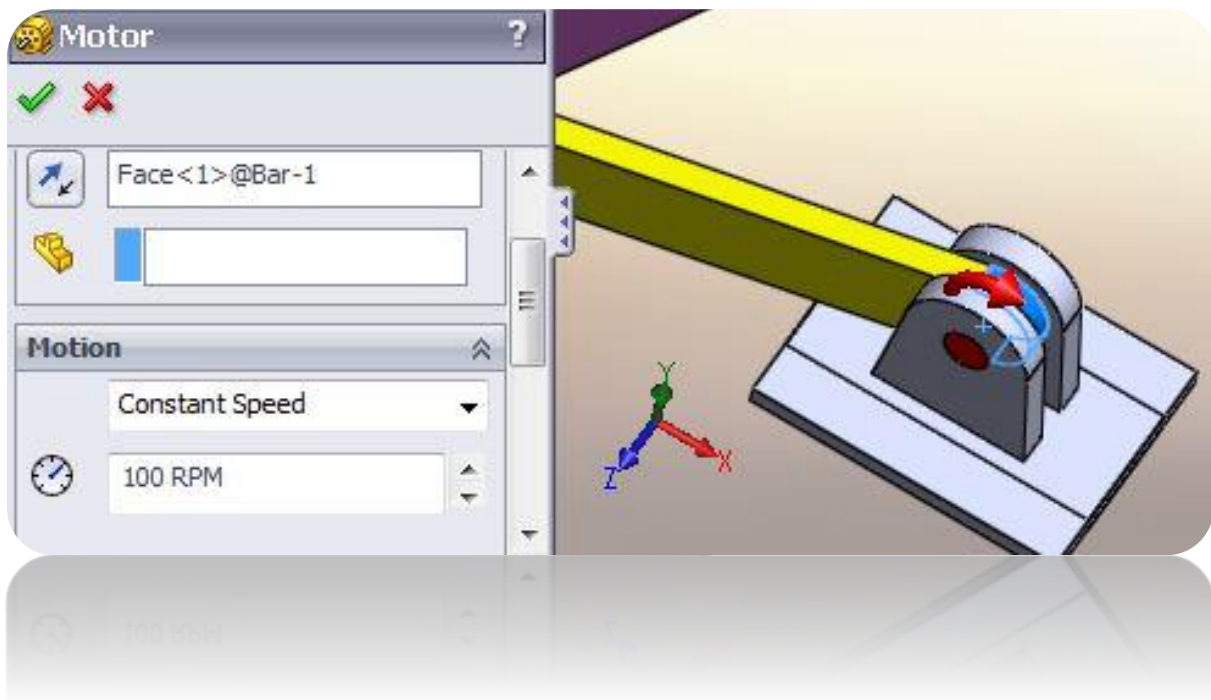 Motor ?
Face<1>@Bar-1
Motion
Constant Speed
100 RPM
Y
Z
X